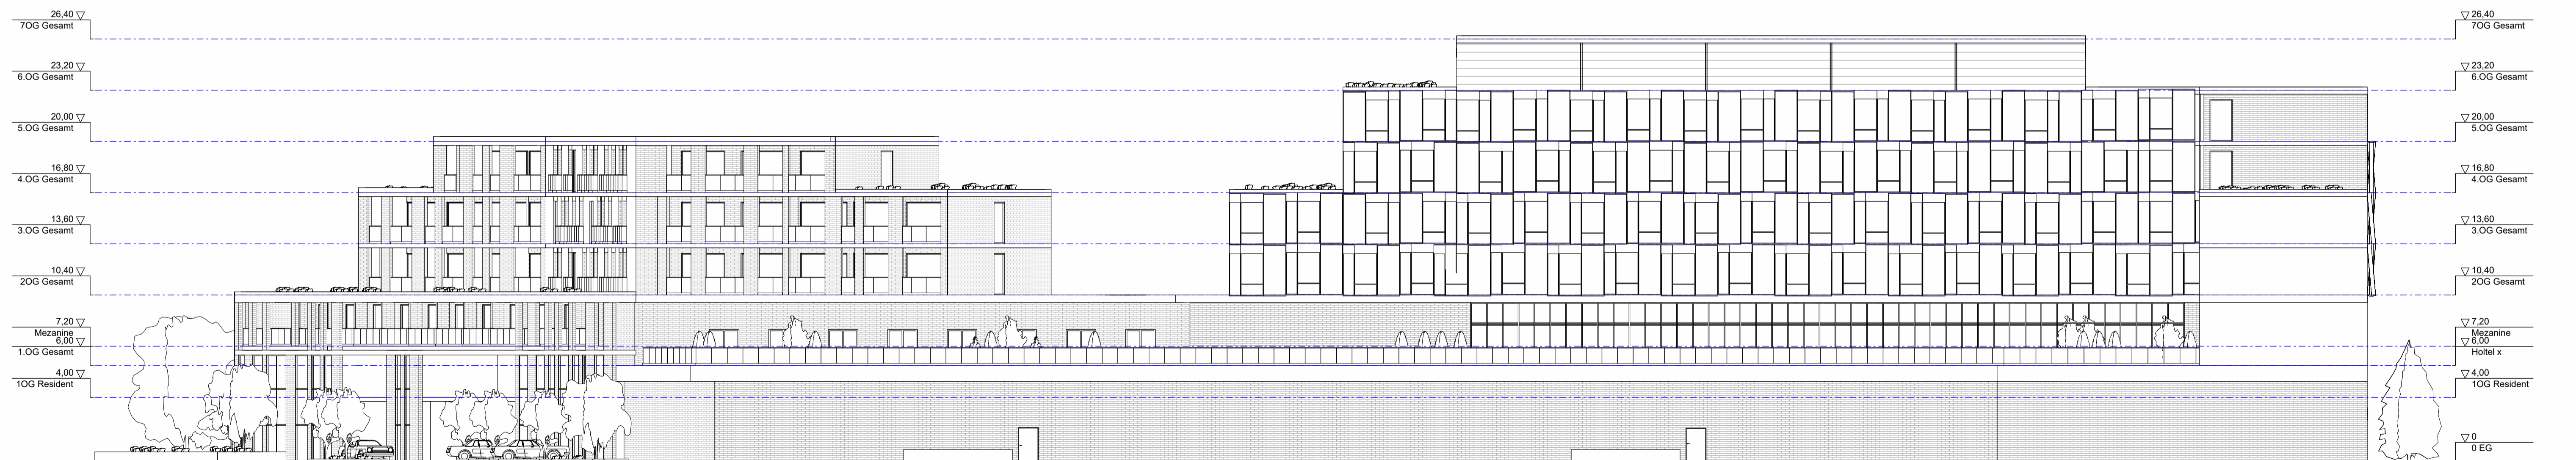 26,40
7OG Gesamt
23,20
6.OG Gesamt
20,00
5.OG Gesamt
16,80
4.OG Gesamt
13,60
3.OG Gesamt
10,40
2OG Gesamt
7,20
Mezanine
6,00
1.OG Gesamt
4,00
1OG Resident
26,40
7OG Gesamt
23,20
6.OG Gesamt
20,00
5.OG Gesamt
16,80
4.OG Gesamt
13,60
3.OG Gesamt
10,40
2OG Gesamt
7,20
Mezanine
6,00
Holtel x
4,00
1OG Resident
0
0 EG